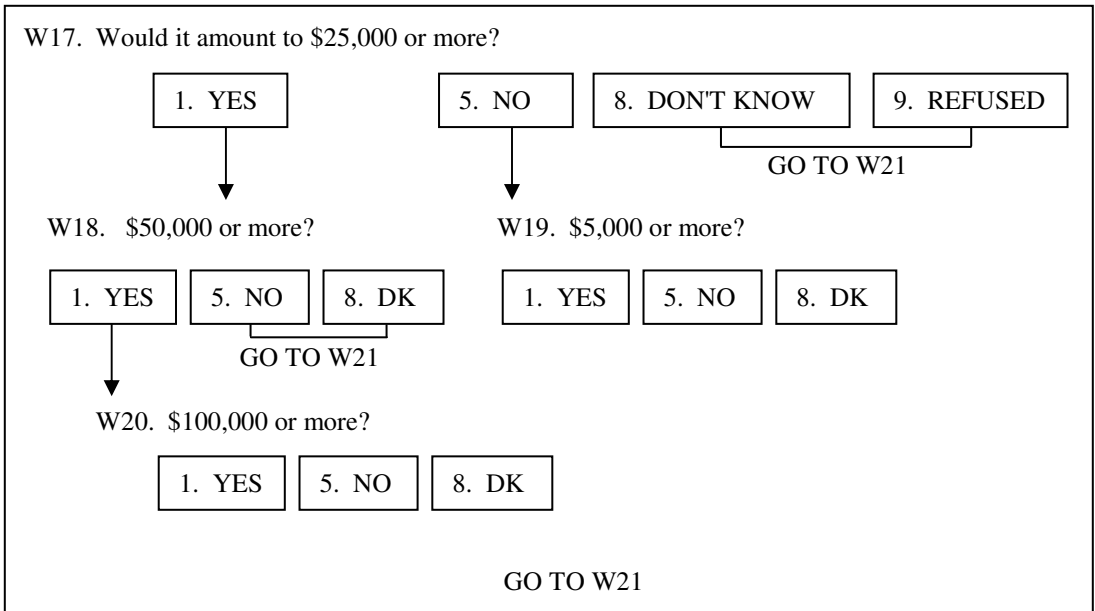 W17. Would it amount to $25,000 or more?
1. YES 5. NO 8. DON'T KNOW 9. REFUSED
GO TO W21
W18. $50,000 or more? W19. $5,000 or more?
1. YES 5. NO 8. DK 1. YES 5. NO 8. DK
GO TO W21
W20. $100,000 or more?
1. YES 5. NO 8. DK
GO TO W21